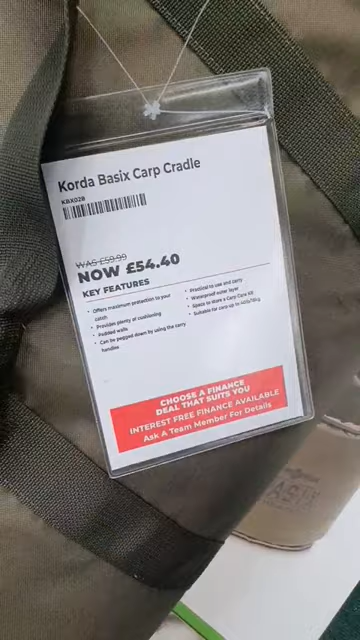 Korda Basix Carp Cradle
KBX028
WAS £59.99
NOW £54.40
KEY FEATURES
• Offers maximum protection to your
catch
• Provides plenty of cushioning
• Padded walls
• Can be pegged down by using the carry
handles
• Practical to use and carry
• Waterproof outer layer
• Space to store a Carp Care Kit
• Suitable for carp up to
CHOOSE A FINANCE
DEAL THAT SUITS YOU
INTEREST FREE FINANCE AVAILABLE
Ask A Team Member For Details